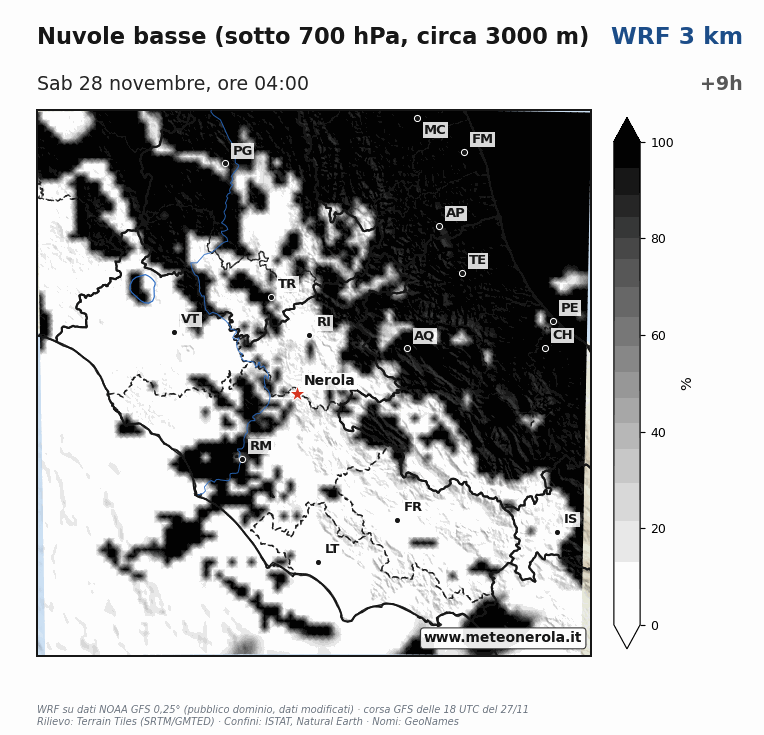 Nuvole basse (sotto 700 hPa, circa 3000 m) WRF 3 km
Sab 28 novembre, ore 04:00 +9h
MC
FM
PG
AP
TE
TR
PE
VT
RI
AQ
CH
Nerola
RM
FR
IS
LT
www.meteonerola.it
100
80
60
40
20
0
%
WRF su dati NOAA GFS 0,25° (pubblico dominio, dati modificati) · corsa GFS delle 18 UTC del 27/11
Rilievo: Terrain Tiles (SRTM/GMTED) · Confini: ISTAT, Natural Earth · Nomi: GeoNames